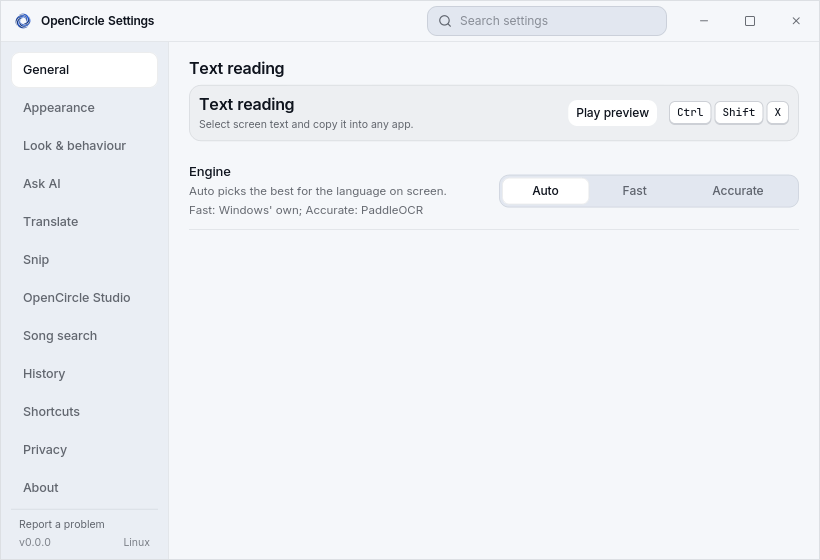 OpenCircle Settings
Search settings
General
Appearance
Look & behaviour
Ask AI
Translate
Snip
OpenCircle Studio
Song search
History
Shortcuts
Privacy
About
Report a problem
v0.0.0 Linux
Text reading
Text reading
Select screen text and copy it into any app.
Play preview Ctrl Shift X
Engine
Auto picks the best for the language on screen.
Fast: Windows' own; Accurate: PaddleOCR
Auto Fast Accurate